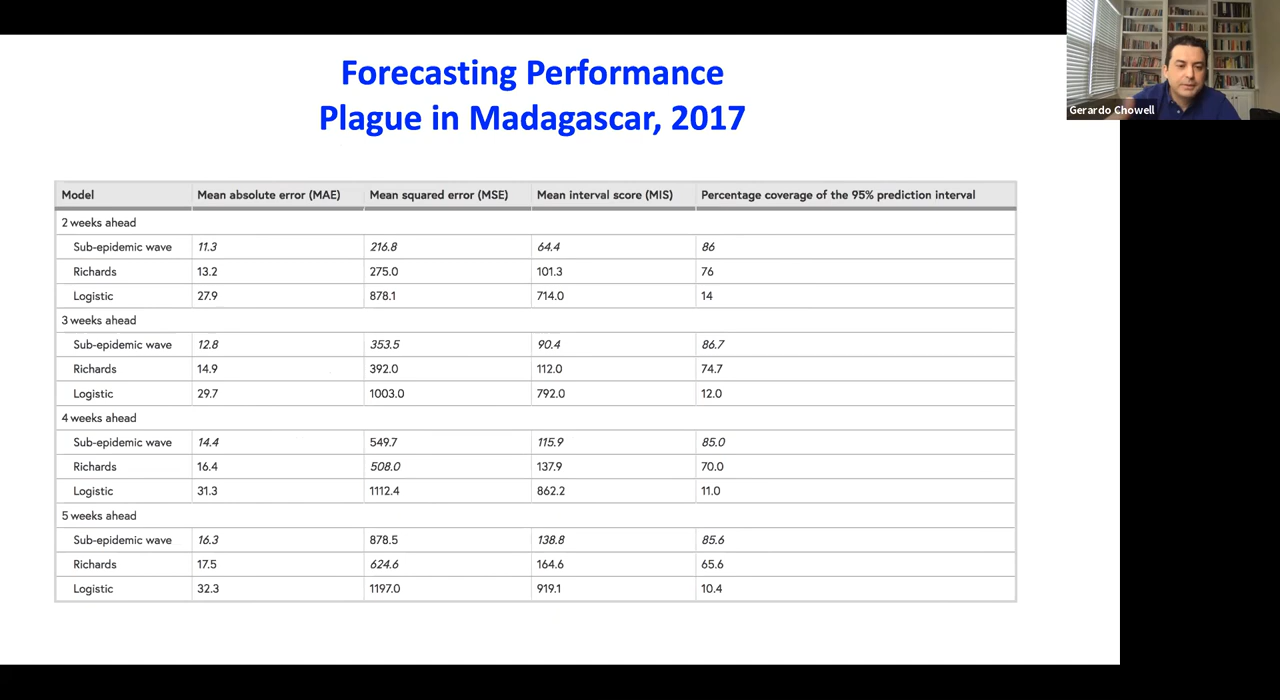 Forecasting Performance
Plague in Madagascar, 2017
Gerardo Chowell
Model Mean absolute error (MAE) Mean squared error (MSE) Mean interval score (MIS) Percentage coverage of the 95% prediction interval
2 weeks ahead
Sub-epidemic wave 11.3 216.8 64.4 86
Richards 13.2 275.0 101.3 76
Logistic 27.9 878.1 714.0 14
3 weeks ahead
Sub-epidemic wave 12.8 353.5 90.4 86.7
Richards 14.9 392.0 112.0 74.7
Logistic 29.7 1003.0 792.0 12.0
4 weeks ahead
Sub-epidemic wave 14.4 549.7 115.9 85.0
Richards 16.4 508.0 137.9 70.0
Logistic 31.3 1112.4 862.2 11.0
5 weeks ahead
Sub-epidemic wave 16.3 878.5 138.8 85.6
Richards 17.5 624.6 164.6 65.6
Logistic 32.3 1197.0 919.1 10.4